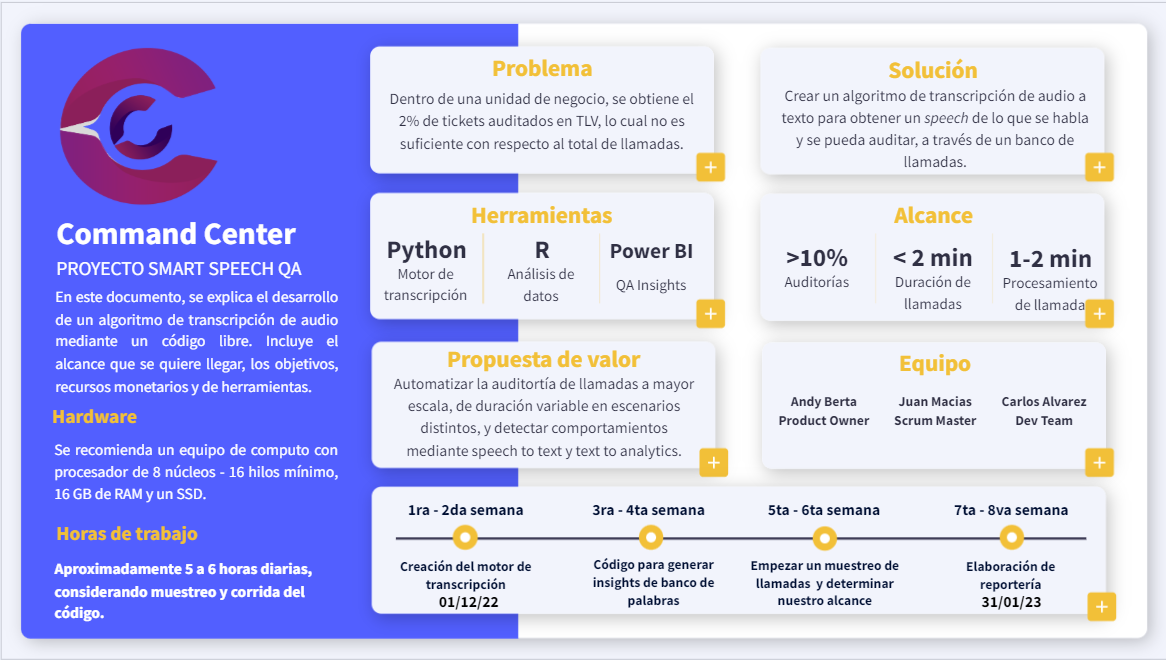 Command Center
PROYECTO SMART SPEECH QA
En este documento, se explica el desarrollo
de un algoritmo de transcripción de audio
mediante un código libre. Incluye el
alcance que se quiere llegar, los objetivos,
recursos monetarios y de herramientas.
Hardware
Se recomienda un equipo de computo con
procesador de 8 núcleos - 16 hilos mínimo,
16 GB de RAM y un SSD.
Horas de trabajo
Aproximadamente 5 a 6 horas diarias,
considerando muestreo y corrida del
código.
Problema
Dentro de una unidad de negocio, se obtiene el
2% de tickets auditados en TLV, lo cual no es
suficiente con respecto al total de llamadas.
+
Solución
Crear un algoritmo de transcripción de audio a
texto para obtener un speech de lo que se habla
y se pueda auditar, a través de un banco de
llamadas.
+
Herramientas
Python
Motor de
transcripción
R
Análisis de
datos
Power BI
QA Insights
+
Alcance
>10%
Auditorías
< 2 min
Duración de
llamadas
1-2 min
Procesamiento
de llamada
+
Propuesta de valor
Automatizar la auditortía de llamadas a mayor
escala, de duración variable en escenarios
distintos, y detectar comportamientos
mediante speech to text y text to analytics.
+
Equipo
Andy Berta
Product Owner
Juan Macias
Scrum Master
Carlos Alvarez
Dev Team
+
1ra - 2da semana
Creación del motor de
transcripción
01/12/22
3ra - 4ta semana
Código para generar
insights de banco de
palabras
5ta - 6ta semana
Empezar un muestreo de
llamadas y determinar
nuestro alcance
7ta - 8va semana
Elaboración de
reportería
31/01/23
+